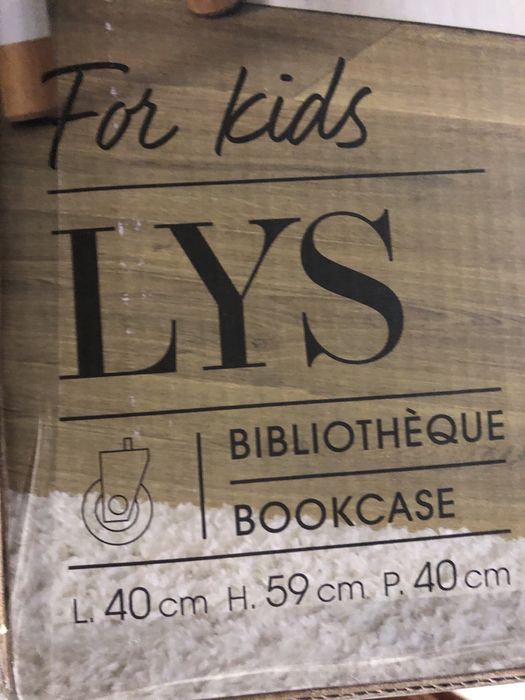 For kids
LYS
BIBLIOTHÈQUE
BOOKCASE
L. 40 cm H. 59 cm P. 40 cm